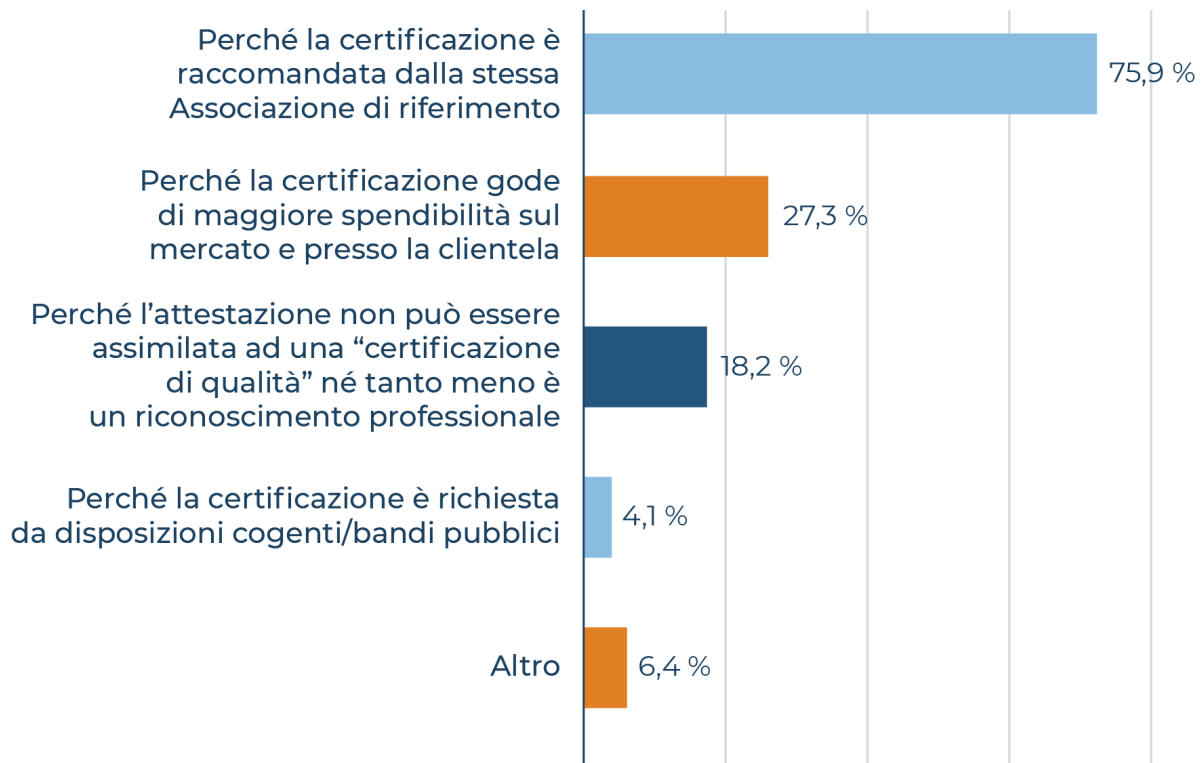 Perché la certificazione è
raccomandata dalla stessa
Associazione di riferimento
75,9 %
Perché la certificazione gode
di maggiore spendibilità sul
mercato e presso la clientela
27,3 %
Perché l’attestazione non può essere
assimilata ad una “certificazione
di qualità” né tanto meno è
un riconoscimento professionale
18,2 %
Perché la certificazione è richiesta
da disposizioni cogenti/bandi pubblici
4,1 %
Altro
6,4 %